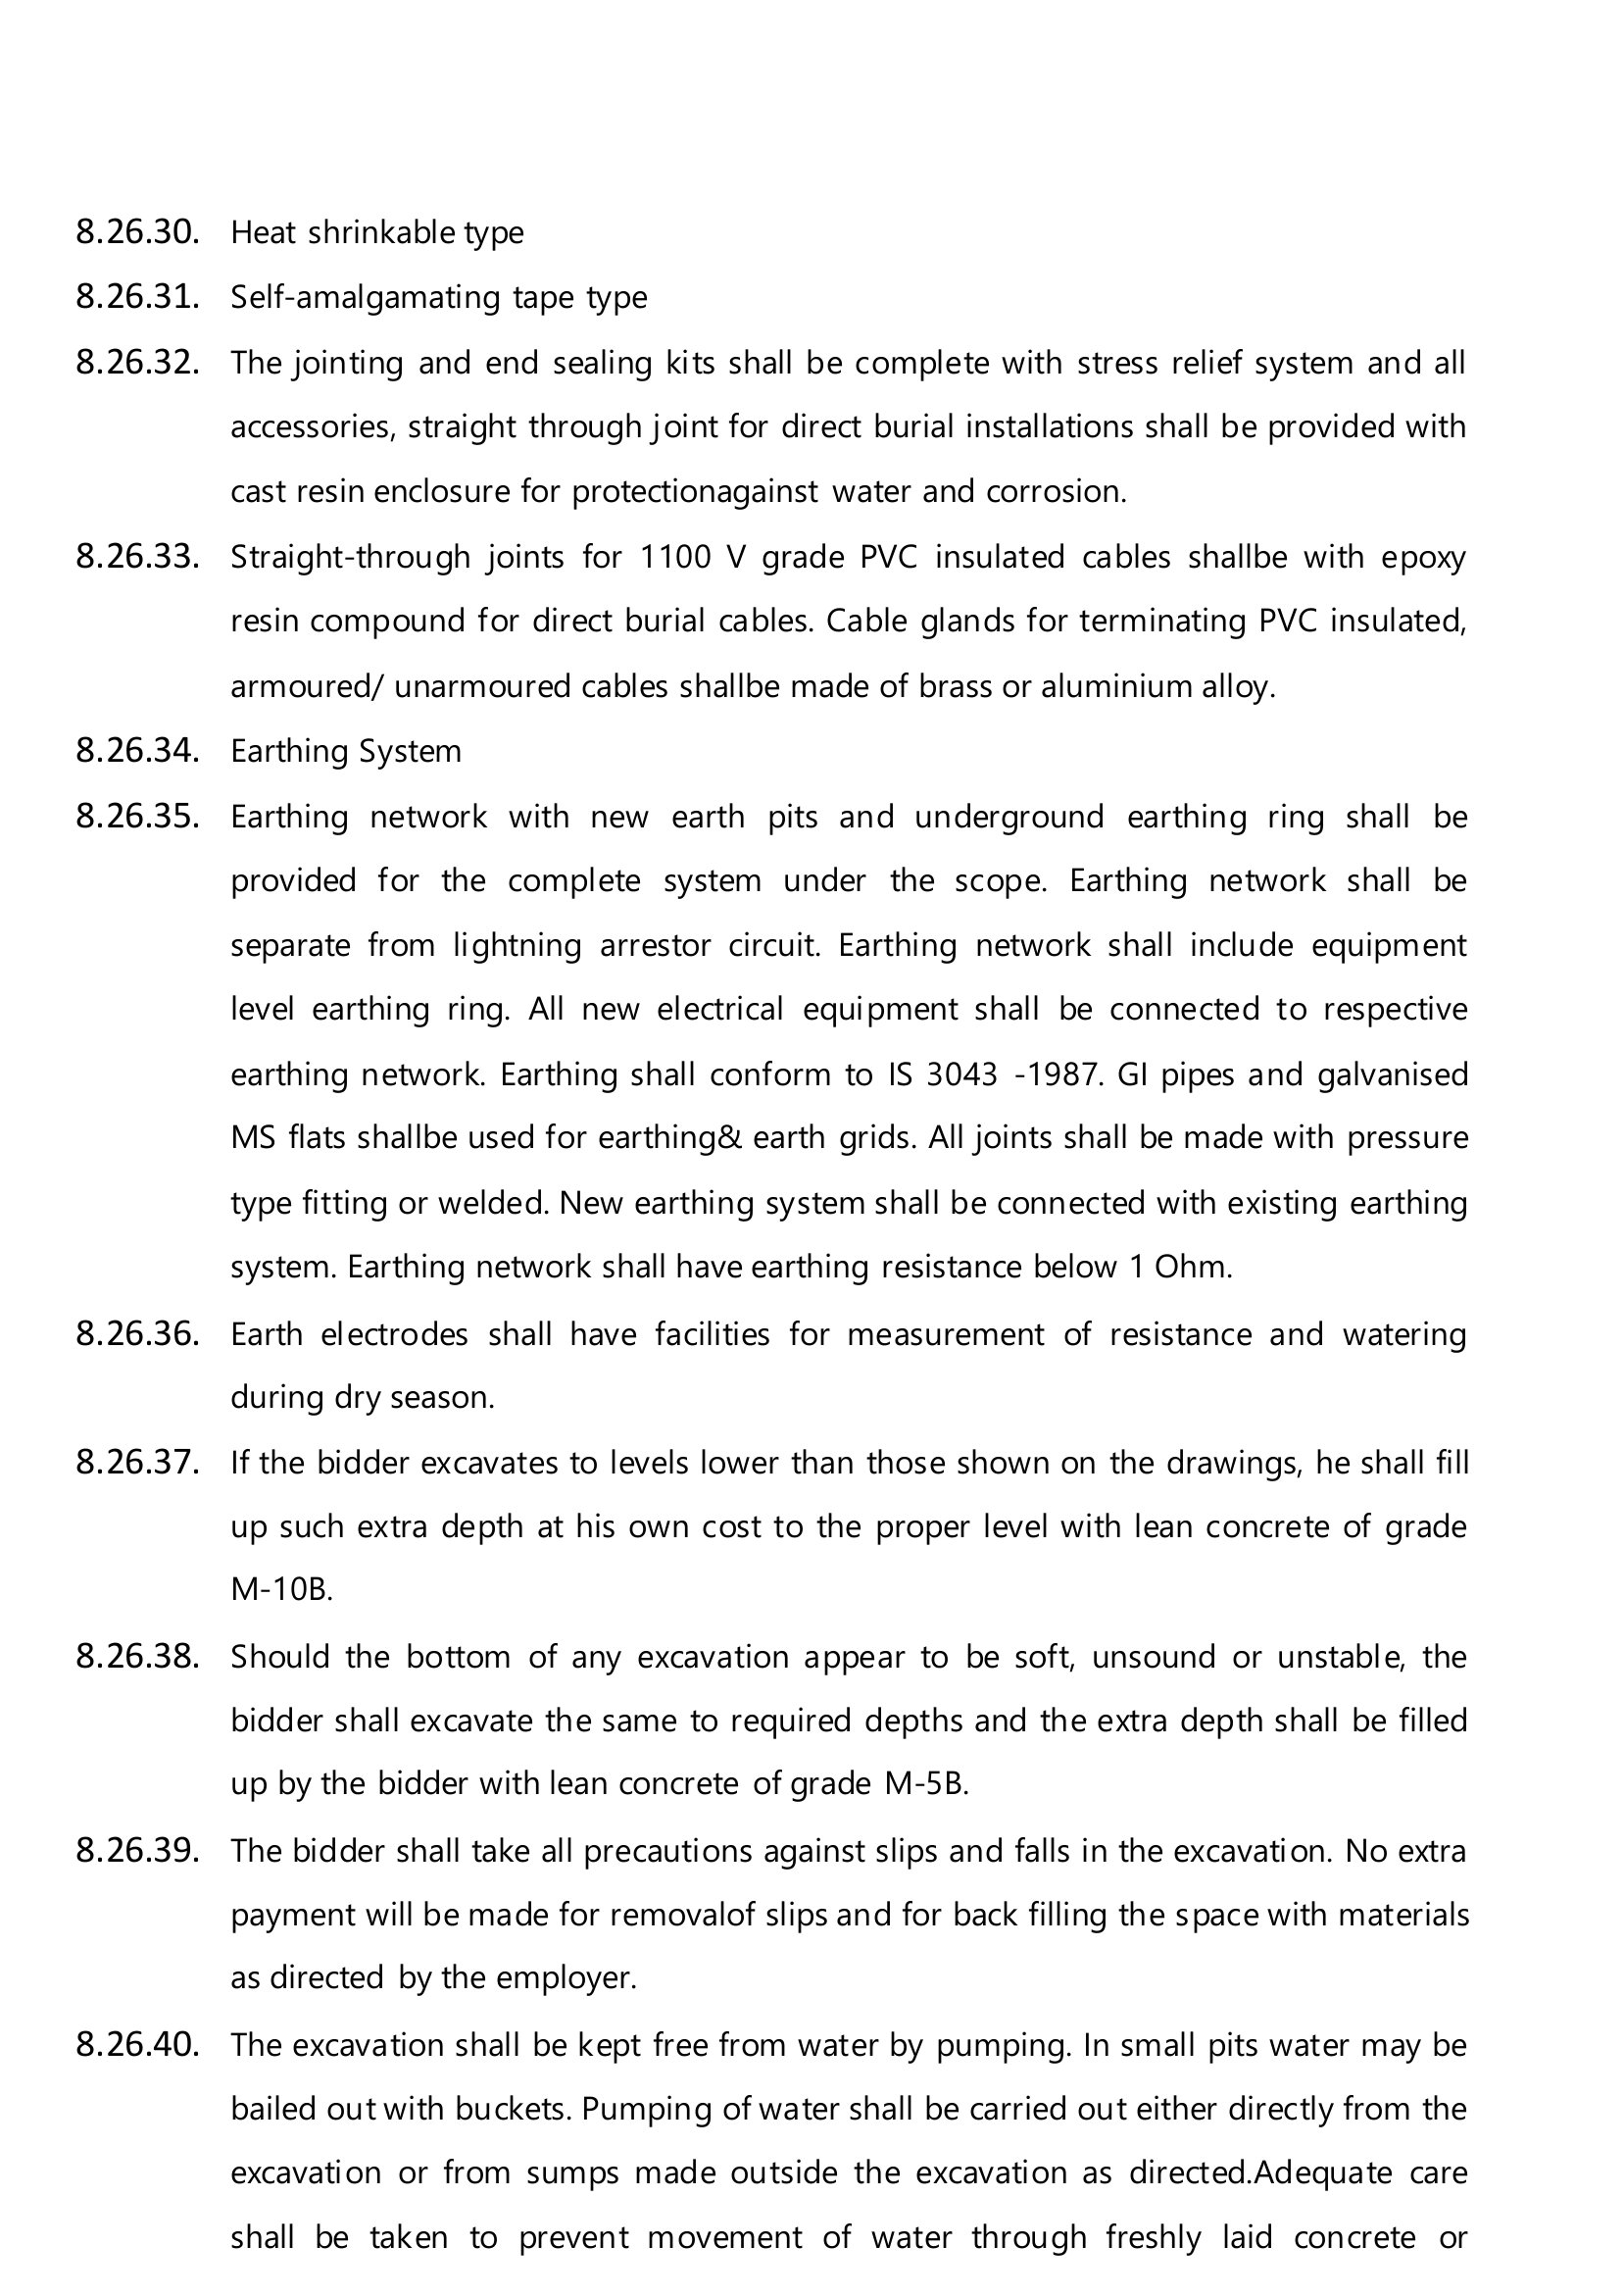 8.26.30. Heat shrinkable type
8.26.31. Self-amalgamating tape type
8.26.32. The jointing and end sealing kits shall be complete with stress relief system and all
accessories, straight through joint for direct burial installations shall be provided with
cast resin enclosure for protectionagainst water and corrosion.
8.26.33. Straight-through joints for 1100 V grade PVC insulated cables shallbe with epoxy
resin compound for direct burial cables. Cable glands for terminating PVC insulated,
armoured/ unarmoured cables shallbe made of brass or aluminium alloy.
8.26.34. Earthing System
8.26.35. Earthing network with new earth pits and underground earthing ring shall be
provided for the complete system under the scope. Earthing network shall be
separate from lightning arrestor circuit. Earthing network shall include equipment
level earthing ring. All new electrical equipment shall be connected to respective
earthing network. Earthing shall conform to IS 3043 -1987. GI pipes and galvanised
MS flats shallbe used for earthing& earth grids. All joints shall be made with pressure
type fitting or welded. New earthing system shall be connected with existing earthing
system. Earthing network shall have earthing resistance below 1 Ohm.
8.26.36. Earth electrodes shall have facilities for measurement of resistance and watering
during dry season.
8.26.37. If the bidder excavates to levels lower than those shown on the drawings, he shall fill
up such extra depth at his own cost to the proper level with lean concrete of grade
M-10B.
8.26.38. Should the bottom of any excavation appear to be soft, unsound or unstable, the
bidder shall excavate the same to required depths and the extra depth shall be filled
up by the bidder with lean concrete of grade M-5B.
8.26.39. The bidder shall take all precautions against slips and falls in the excavation. No extra
payment will be made for removalof slips and for back filling the space with materials
as directed by the employer.
8.26.40. The excavation shall be kept free from water by pumping. In small pits water may be
bailed out with buckets. Pumping of water shall be carried out either directly from the
excavation or from sumps made outside the excavation as directed.Adequate care
shall be taken to prevent movement of water through freshly laid concrete or